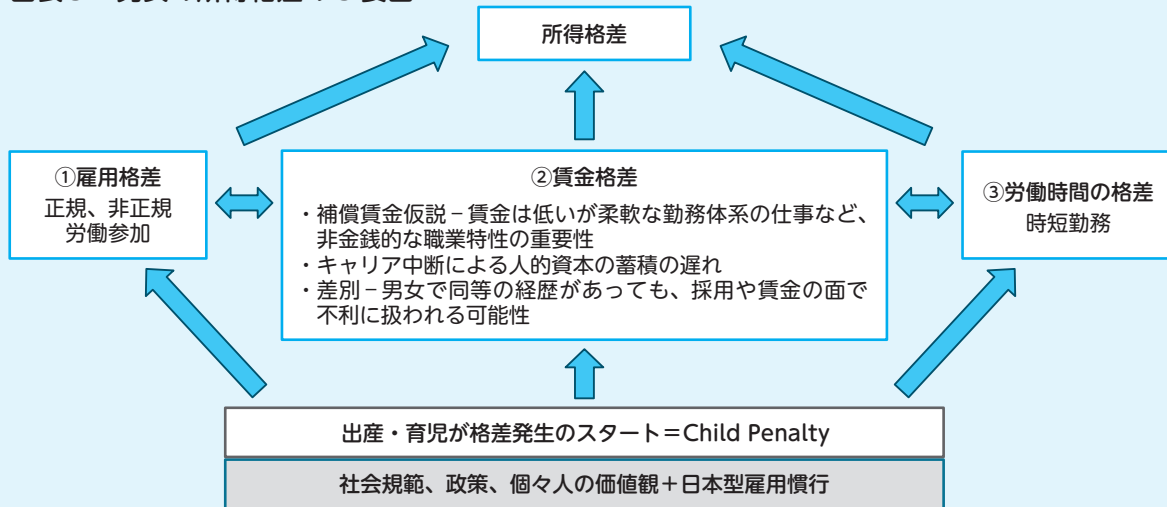 所得格差
①雇用格差
正規、非正規
労働参加
②賃金格差
・補償賃金仮説－賃金は低いが柔軟な勤務体系の仕事など、
非金銭的な職業特性の重要性
・キャリア中断による人的資本の蓄積の遅れ
・差別－男女で同等の経歴があっても、採用や賃金の面で
不利に扱われる可能性
③労働時間の格差
時短勤務
出産・育児が格差発生のスタート＝Child Penalty
社会規範、政策、個々人の価値観＋日本型雇用慣行